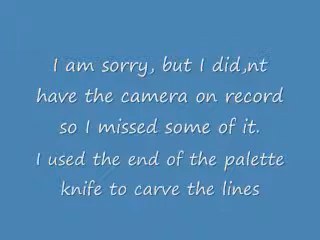 I am sorry, but I did,nt
have the camera on record
so I missed some of it.
I used the end of the palette
knife to carve the lines